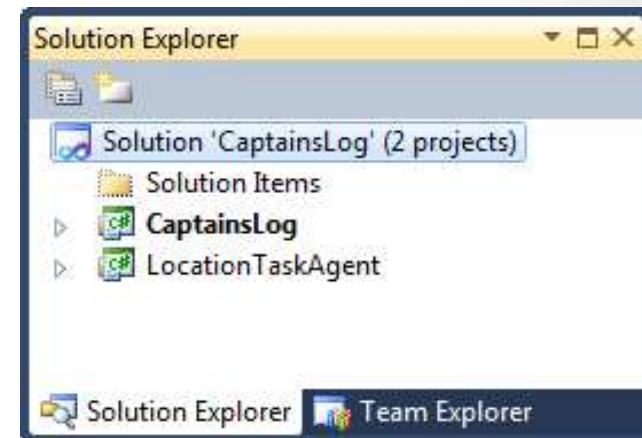 Solution Explorer
Solution 'CaptainsLog' (2 projects)
Solution Items
C# CaptainsLog
C# LocationTaskAgent
Solution Explorer Team Explorer